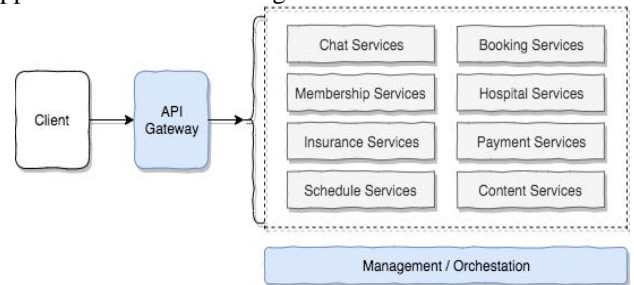 Chat Services
Booking Services
Membership Services
Hospital Services
Client
API
Gateway
Insurance Services
Payment Services
Schedule Services
Content Services
Management / Orchestation